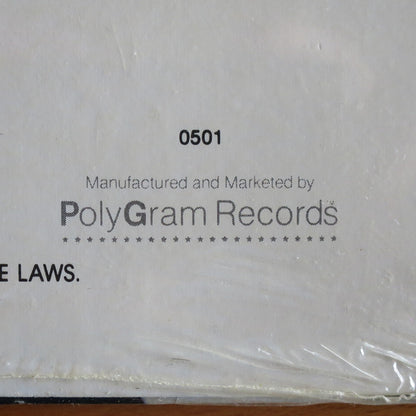 0501
Manufactured and Marketed by
PolyGram Records
E LAWS.